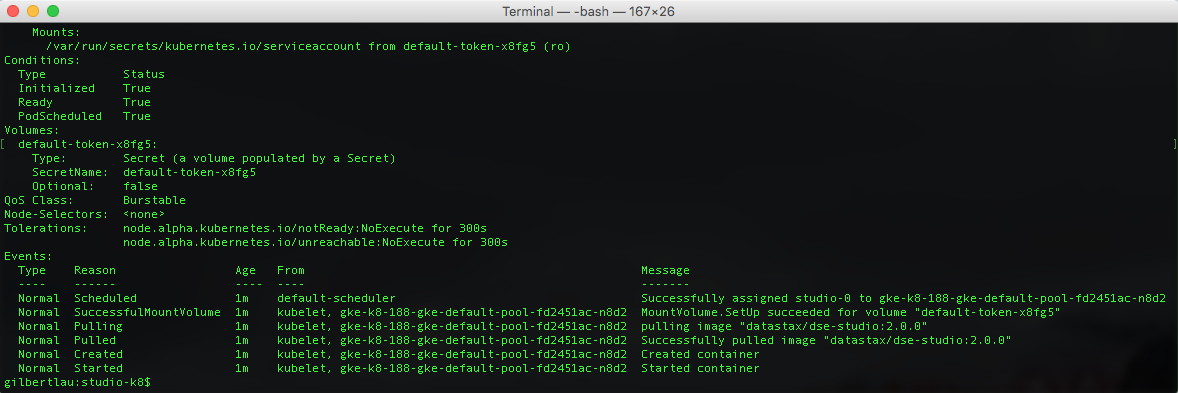 Terminal — -bash — 167×26
    Mounts:
      /var/run/secrets/kubernetes.io/serviceaccount from default-token-x8fg5 (ro)
Conditions:
  Type           Status
  Initialized    True
  Ready          True
  PodScheduled   True
Volumes:
[  default-token-x8fg5: ]
    Type:        Secret (a volume populated by a Secret)
    SecretName:  default-token-x8fg5
    Optional:    false
QoS Class:       Burstable
Node-Selectors:  <none>
Tolerations:     node.alpha.kubernetes.io/notReady:NoExecute for 300s
                 node.alpha.kubernetes.io/unreachable:NoExecute for 300s
Events:
  Type    Reason                 Age   From                                                Message
  ----    ------                 ----  ----                                                -------
  Normal  Scheduled              1m    default-scheduler                                   Successfully assigned studio-0 to gke-k8-188-gke-default-pool-fd2451ac-n8d2
  Normal  SuccessfulMountVolume  1m    kubelet, gke-k8-188-gke-default-pool-fd2451ac-n8d2  MountVolume.SetUp succeeded for volume "default-token-x8fg5"
  Normal  Pulling                1m    kubelet, gke-k8-188-gke-default-pool-fd2451ac-n8d2  pulling image "datastax/dse-studio:2.0.0"
  Normal  Pulled                 1m    kubelet, gke-k8-188-gke-default-pool-fd2451ac-n8d2  Successfully pulled image "datastax/dse-studio:2.0.0"
  Normal  Created                1m    kubelet, gke-k8-188-gke-default-pool-fd2451ac-n8d2  Created container
  Normal  Started                1m    kubelet, gke-k8-188-gke-default-pool-fd2451ac-n8d2  Started container
gilbertlau:studio-k8$